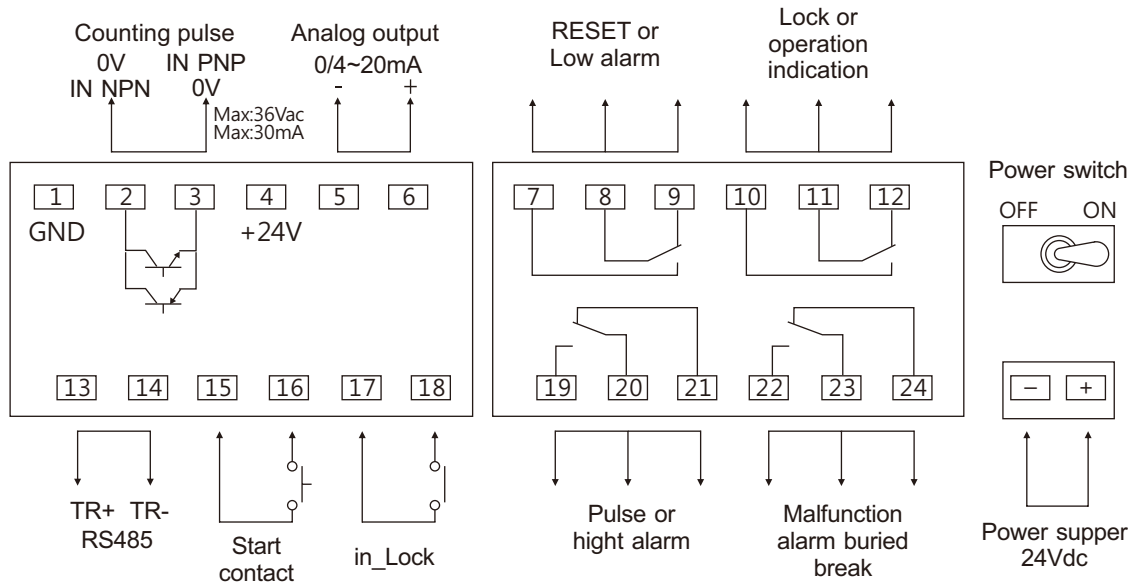 Counting pulse
0V IN PNP
IN NPN 0V
Max:36Vac
Max:30mA
Analog output
0/4~20mA
- +
RESET or
Low alarm
Lock or
operation
indication
1 2 3 4 5 6
GND +24V
7 8 9 10 11 12
Power switch
OFF ON
13 14 15 16 17 18
19 20 21 22 23 24
− +
TR+ TR-
RS485
Start
contact
in_Lock
Pulse or
hight alarm
Malfunction
alarm buried
break
Power supper
24Vdc